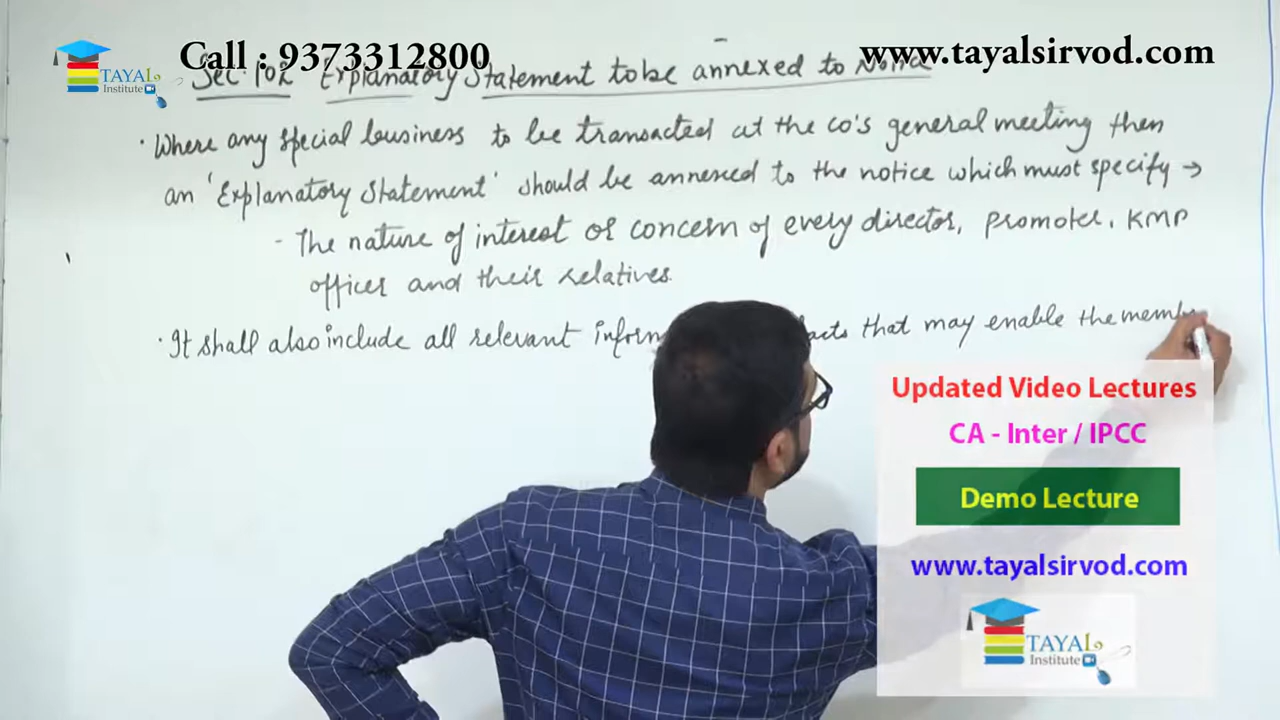 Call : 9373312800
www.tayalsirvod.com
TAYAL
Institute
Sec. 102 Explanatory Statement to be annexed to Notice
• Where any special business to be transacted at the co's general meeting then
an 'Explanatory Statement' should be annexed to the notice which must specify →
- The nature of interest or concern of every director, promoter, KMP
officer and their relatives.
• It shall also include all relevant inform acts that may enable the memb
Updated Video Lectures
CA - Inter / IPCC
Demo Lecture
www.tayalsirvod.com
TAYAL
Institute